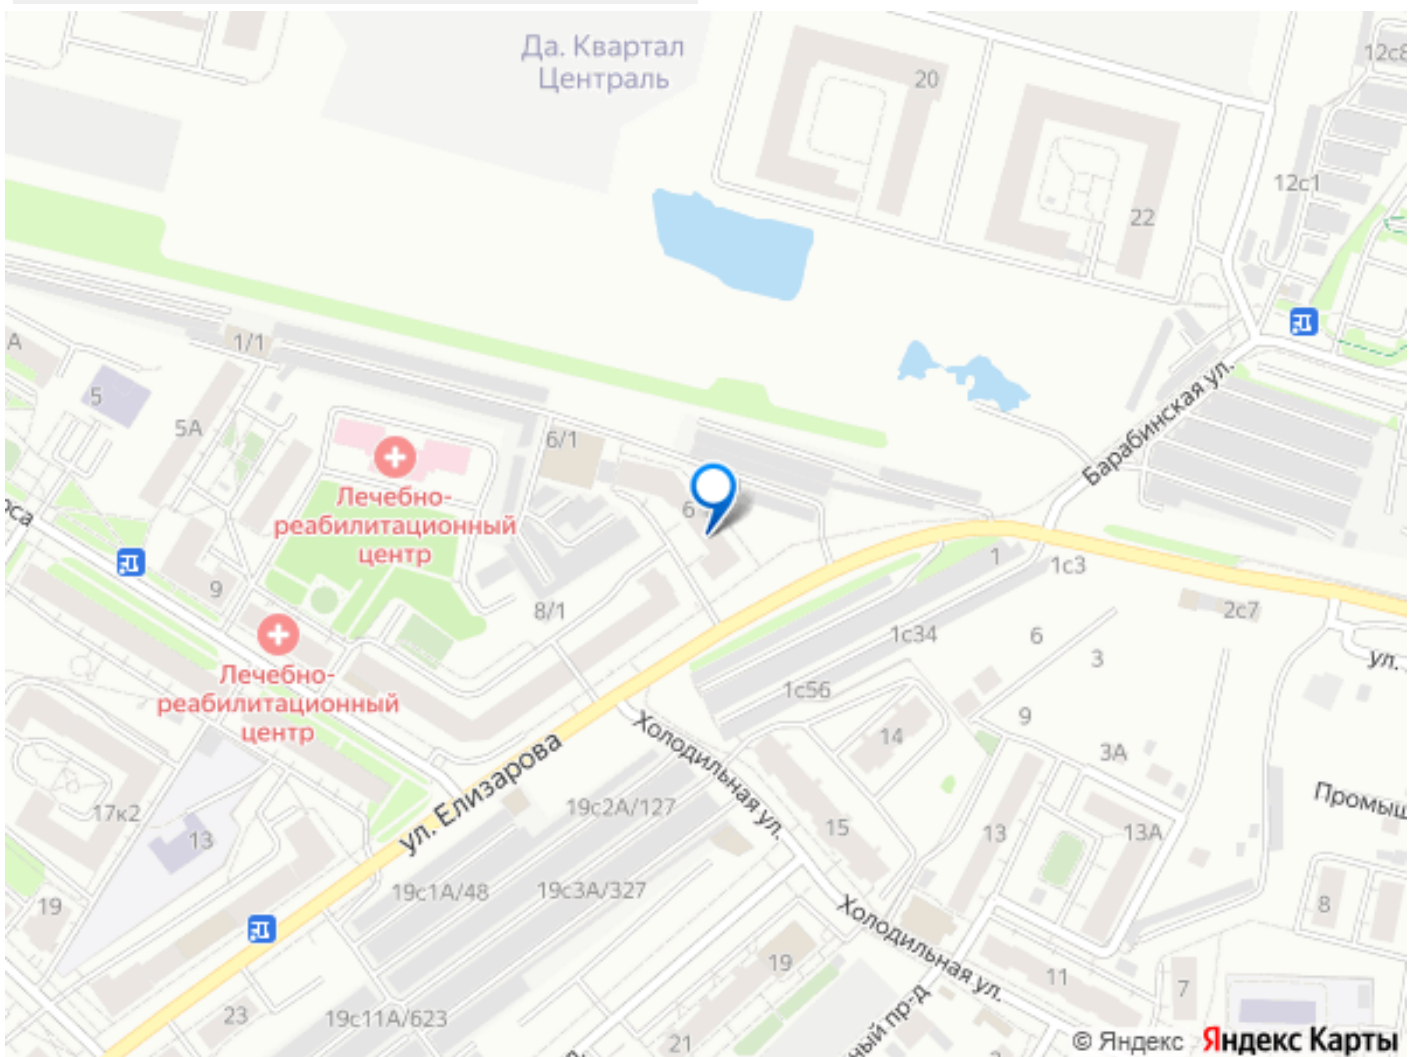 Да. Квартал
Централь
12с8
20
12с1
22
А
1/1
5
5А
6/1
Барабинская ул.
Лечебно-
реабилитационный
центр
6
оса
1
1с3
9
8/1
1с34
2с7
6
3
ул.
Лечебно-
реабилитационный
центр
1с56
Холодильная ул.
14
9
3А
ул. Елизарова
17к2
19с2А/127
15
13
13А
Промыш
13
19с1А/48
19с3А/327
19
8
Холодильная ул.
19
11
7
23
19с11А/623
21
ный пр-д
© Яндекс Яндекс Карты